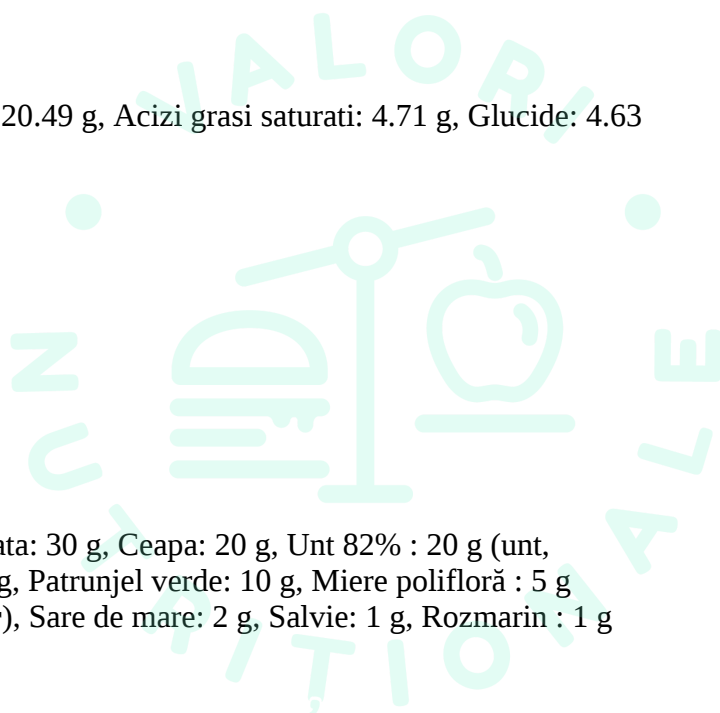 VALORI
20.49 g, Acizi grasi saturati: 4.71 g, Glucide: 4.63
NUTRITIONALE
ata: 30 g, Ceapa: 20 g, Unt 82% : 20 g (unt,
g, Patrunjel verde: 10 g, Miere polifloră : 5 g
), Sare de mare: 2 g, Salvie: 1 g, Rozmarin : 1 g